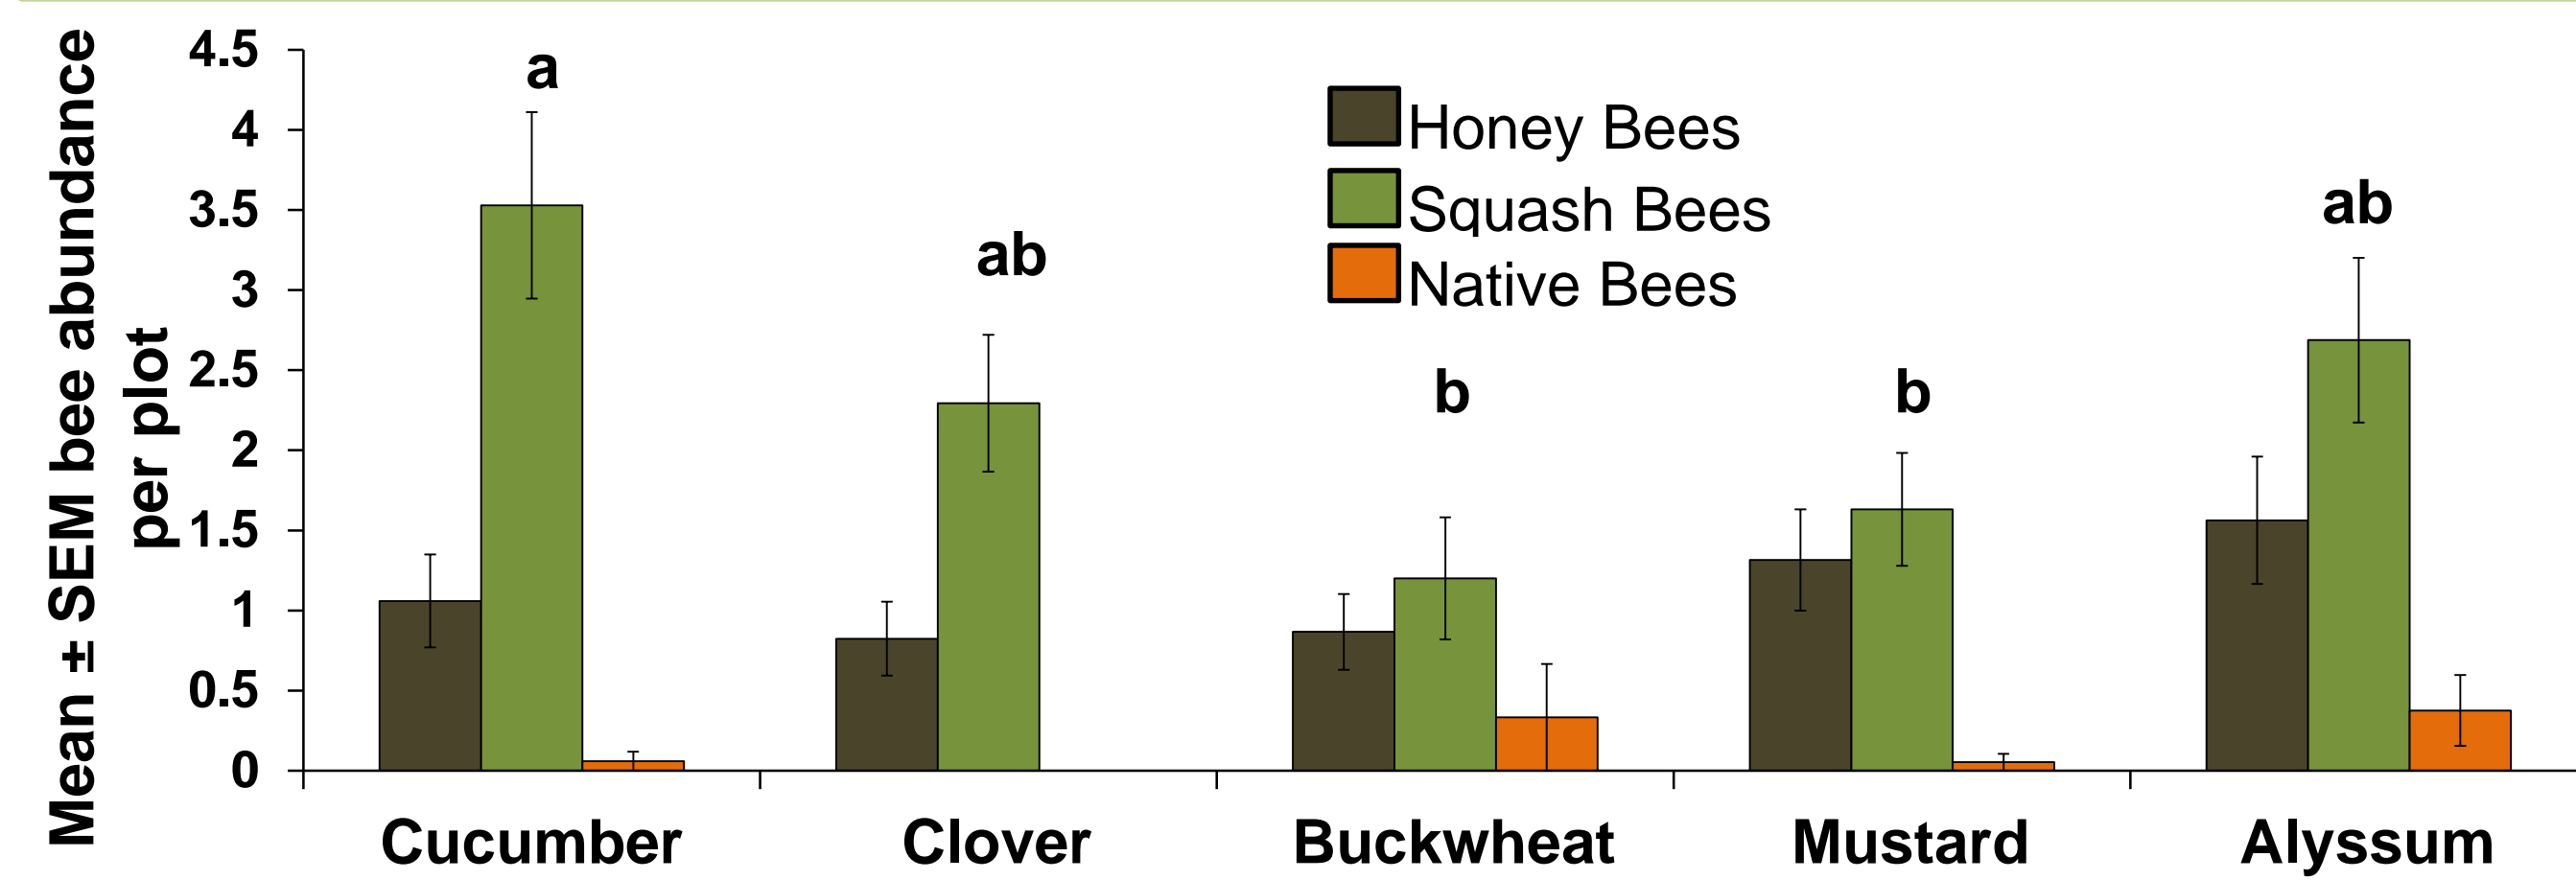 Mean ± SEM bee abundance
per plot
4.5
4
3.5
3
2.5
2
1.5
1
0.5
0
a
ab
b
b
ab
Honey Bees
Squash Bees
Native Bees
Cucumber
Clover
Buckwheat
Mustard
Alyssum